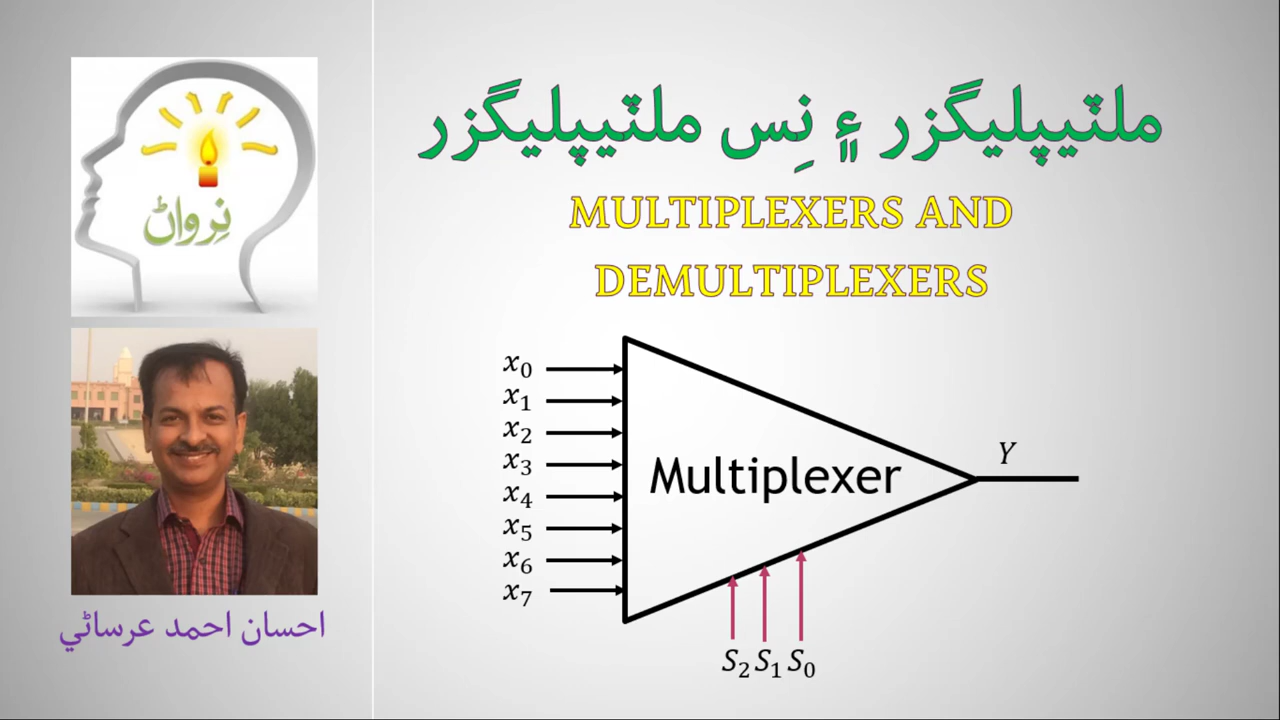 ملٽيپليگزر ۽ نِس ملٽيپليگزر
MULTIPLEXERS AND
DEMULTIPLEXERS
نِرواڻ
احسان احمد عرساڻي
x0
x1
x2
x3
x4
x5
x6
x7
Multiplexer
Y
S2 S1 S0